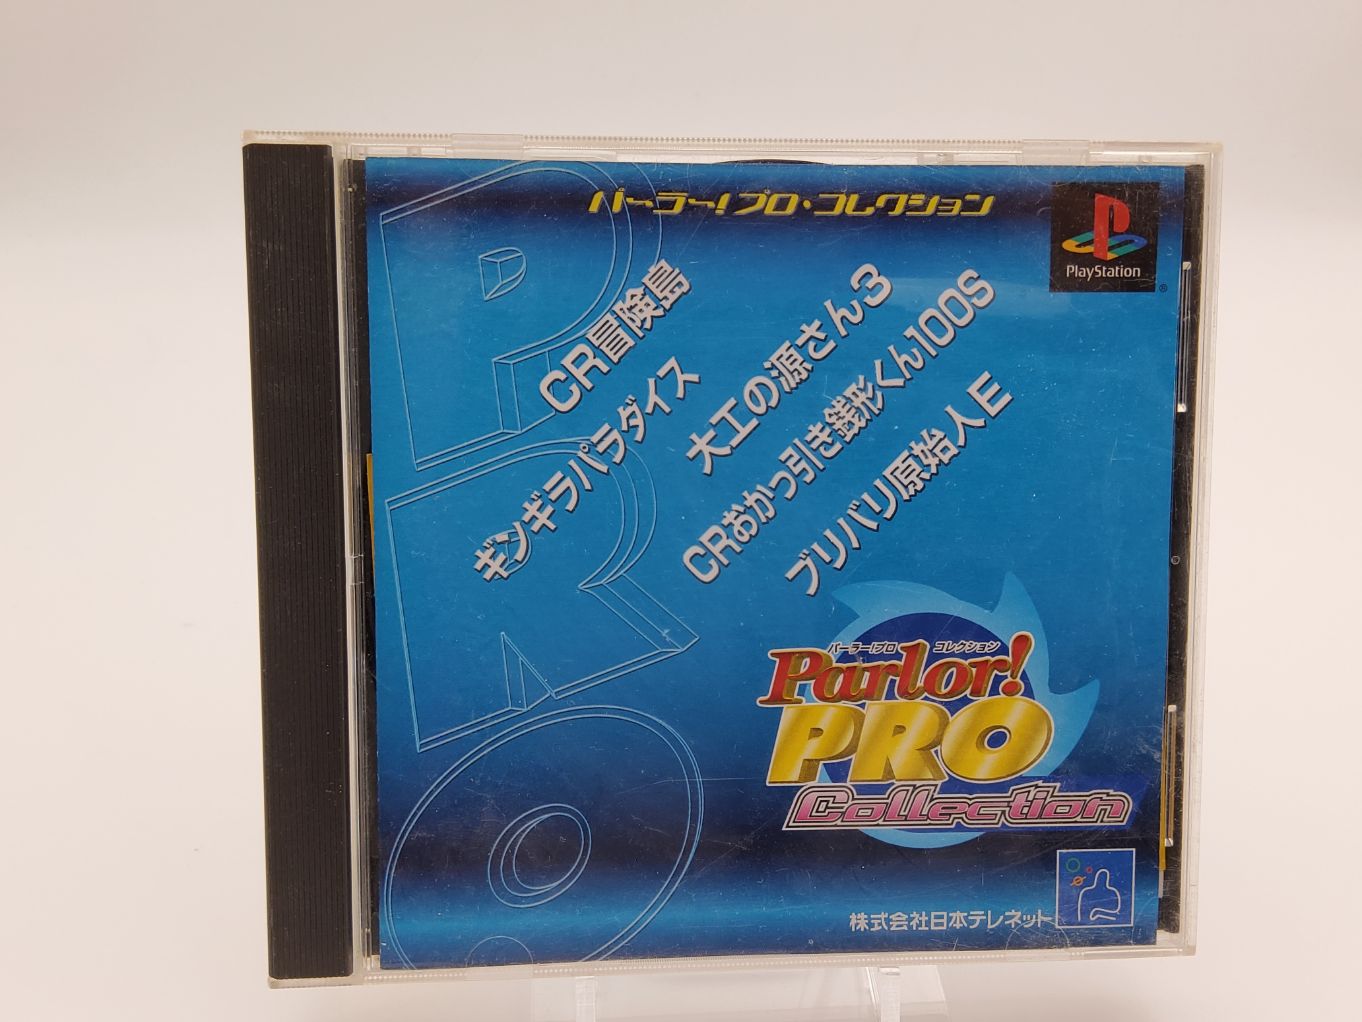 パーラー!プロ・コレクション
PlayStation
®
CR冒険島
ギンギラパラダイス
大工の源さん3
CRおかっ引き銭形くん100S
ブリバリ原始人E
PRO
パーラー!プロ コレクション
Parlor!
PRO
Collection
株式会社日本テレネット